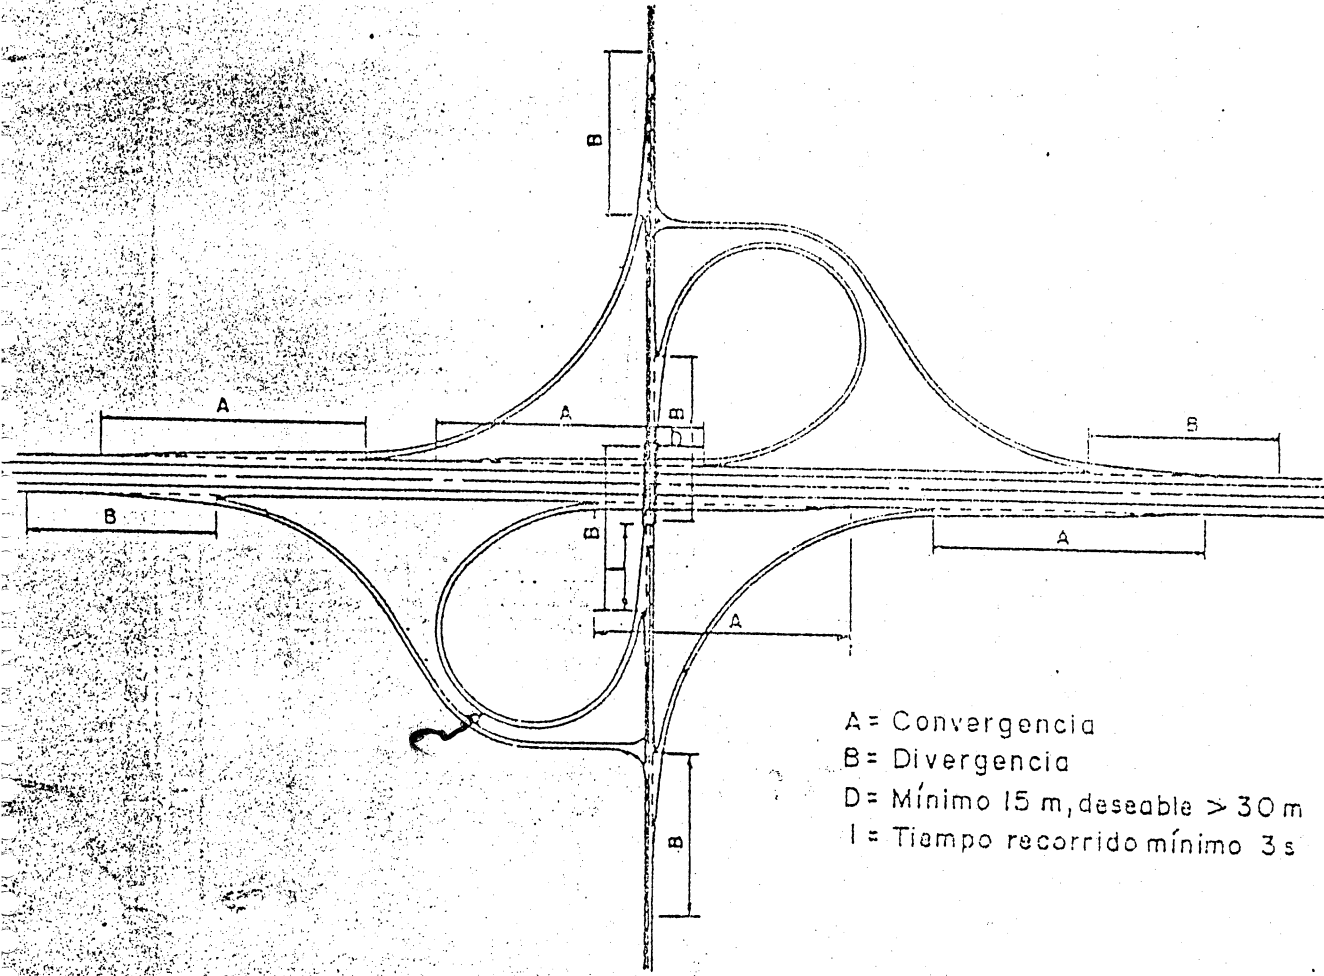 B
A
A
B
D
B
B
B
A
A
B
A = Convergencia
B = Divergencia
D = Mínimo 15 m, deseable > 30 m
I = Tiempo recorrido mínimo 3 s